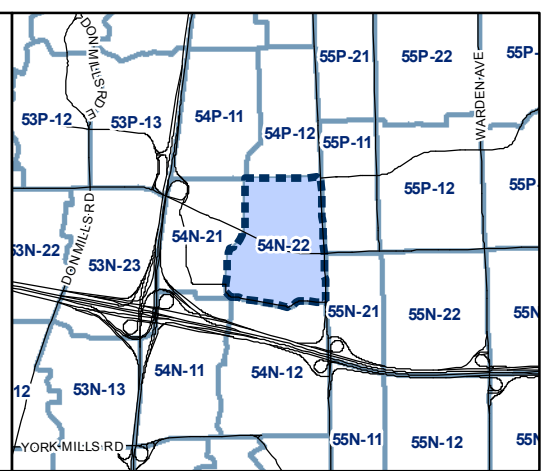 DON MILLS RD E
55P-21
55P-22
55P-
WARDEN AVE
53P-12
53P-13
54P-11
54P-12
55P-11
55P-12
55P-
DON MILLS RD
53N-22
53N-23
54N-21
54N-22
55N-21
55N-22
55N
12
53N-13
54N-11
54N-12
YORK MILLS RD
55N-11
55N-12
55N